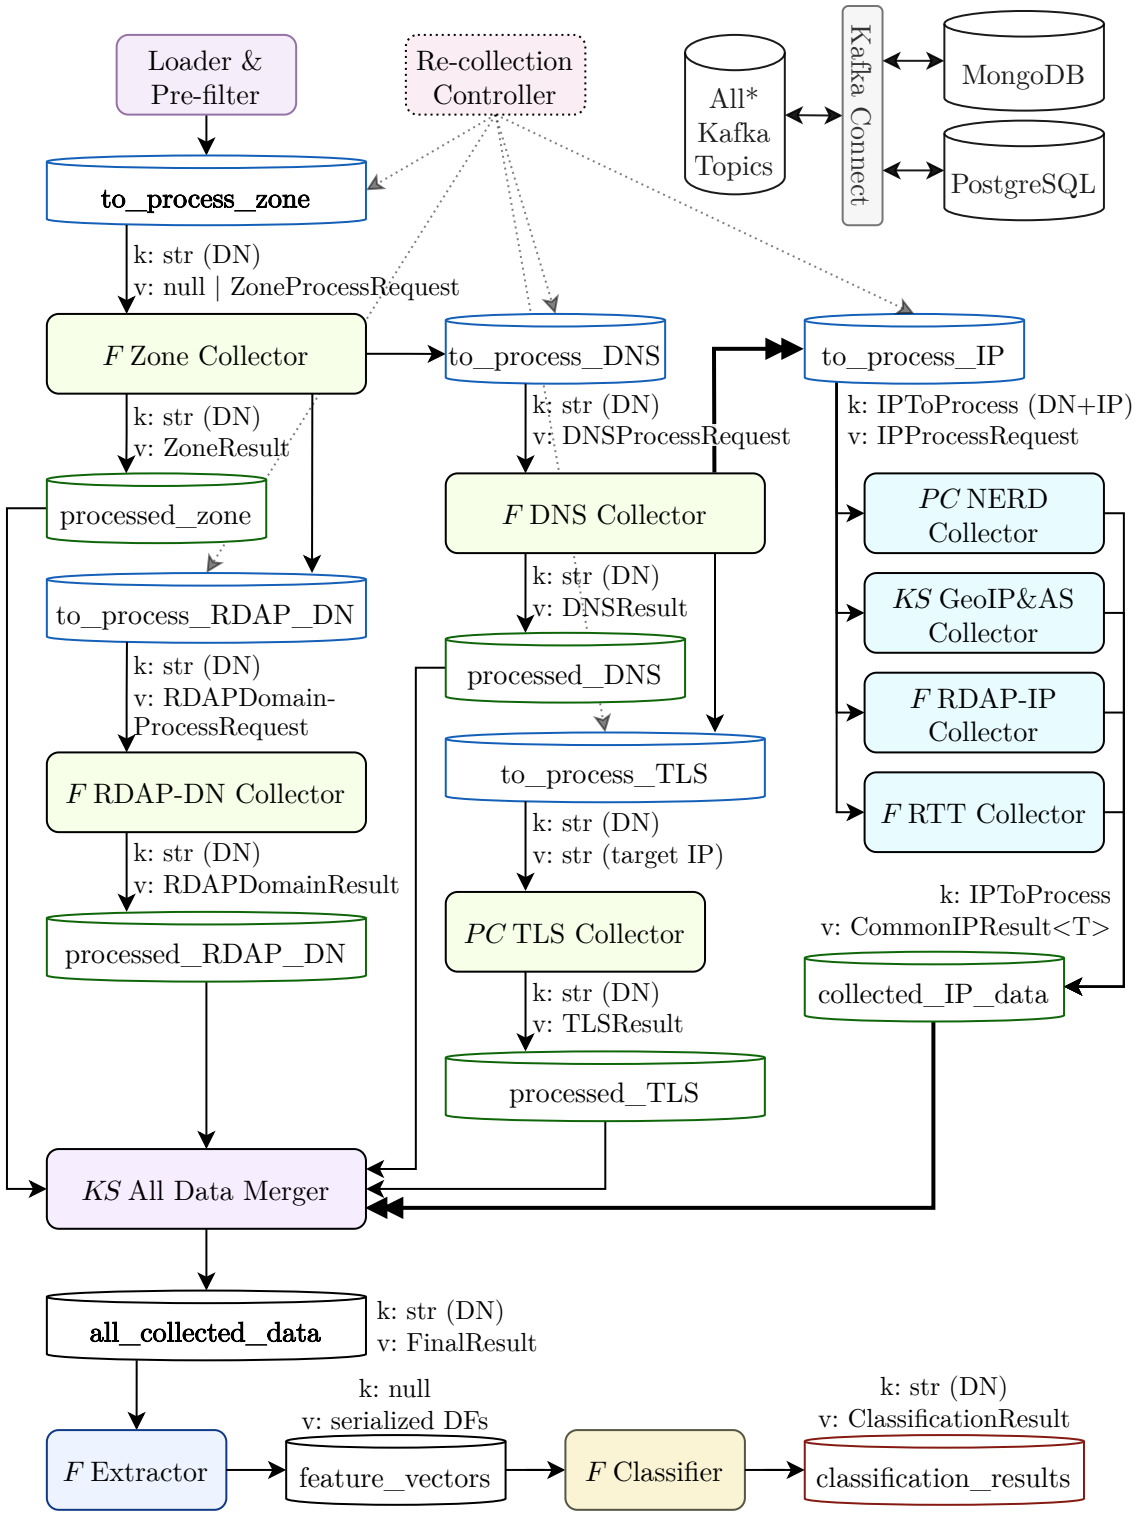 Loader &
Pre-filter
Re-collection
Controller
All*
Kafka
Topics
Kafka Connect
MongoDB
PostgreSQL
to_process_zone
k: str (DN)
v: null | ZoneProcessRequest
F Zone Collector
to_process_DNS
to_process_IP
k: str (DN)
v: ZoneResult
k: str (DN)
v: DNSProcessRequest
k: IPToProcess (DN+IP)
v: IPProcessRequest
processed_zone
F DNS Collector
PC NERD
Collector
to_process_RDAP_DN
k: str (DN)
v: DNSResult
KS GeoIP&AS
Collector
k: str (DN)
v: RDAPDomain-
ProcessRequest
processed_DNS
F RDAP-IP
Collector
F RDAP-DN Collector
to_process_TLS
F RTT Collector
k: str (DN)
v: RDAPDomainResult
k: str (DN)
v: str (target IP)
k: IPToProcess
v: CommonIPResult<T>
processed_RDAP_DN
PC TLS Collector
collected_IP_data
k: str (DN)
v: TLSResult
processed_TLS
KS All Data Merger
all_collected_data
k: str (DN)
v: FinalResult
k: null
v: serialized DFs
k: str (DN)
v: ClassificationResult
F Extractor
feature_vectors
F Classifier
classification_results